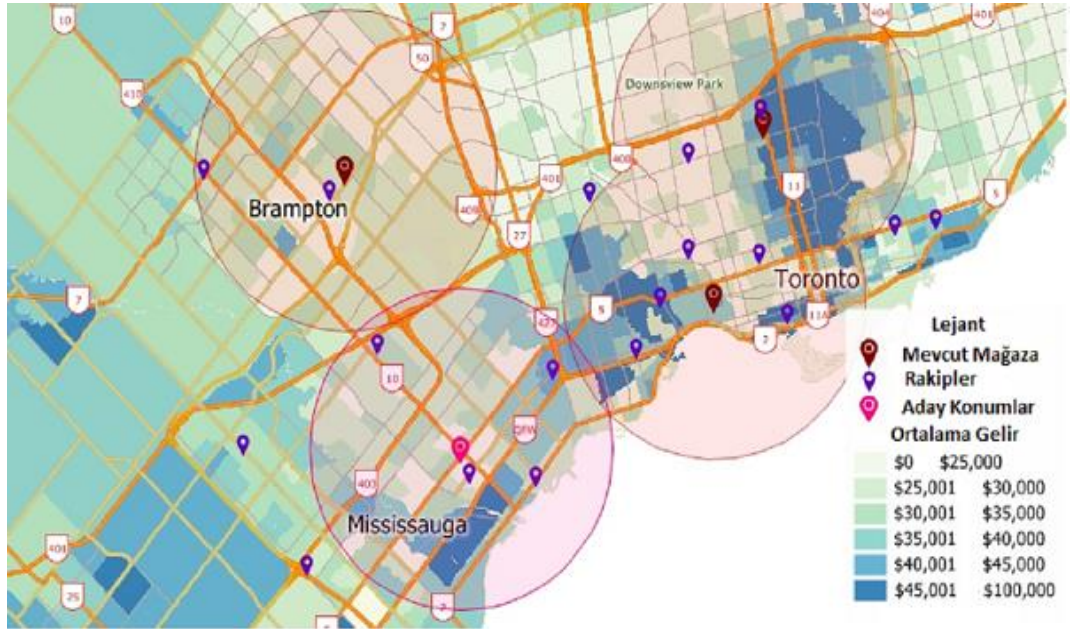 10
7
404
401
50
410
Downsview Park
400
401
11
Brampton
409
5
27
Toronto
7
5
427
11A
2
10
Lejant
Mevcut Mağaza
Rakipler
Aday Konumlar
Ortalama Gelir
QEW
$0 $25,000
403
$25,001 $30,000
Mississauga
$30,001 $35,000
401
$35,001 $40,000
$40,001 $45,000
25
$45,001 $100,000